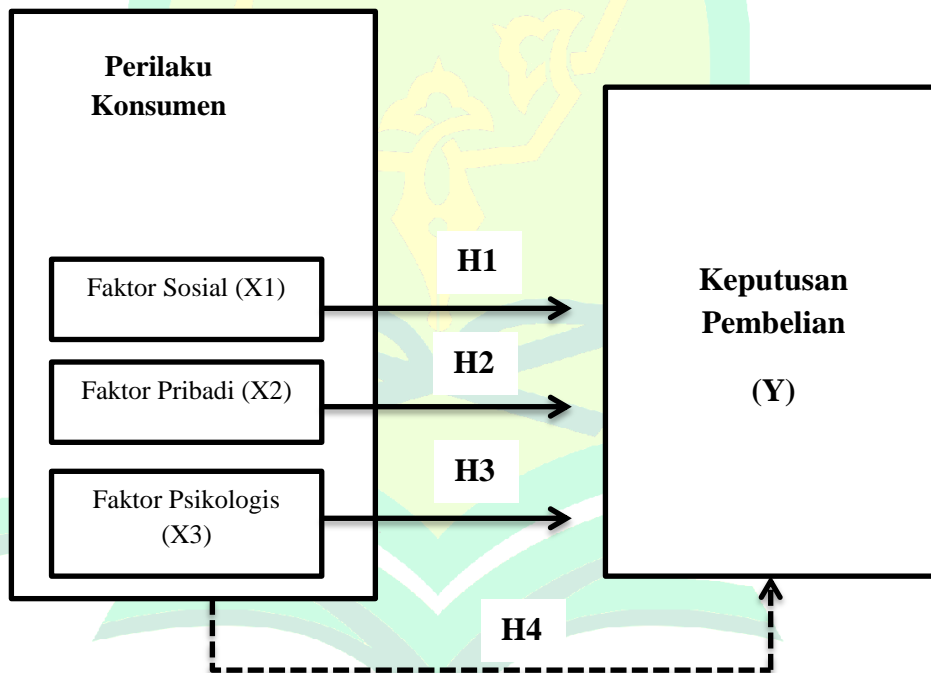 Perilaku
Konsumen
Faktor Sosial (X1)
H1
Faktor Pribadi (X2)
H2
Faktor Psikologis
(X3)
H3
Keputusan
Pembelian
(Y)
H4